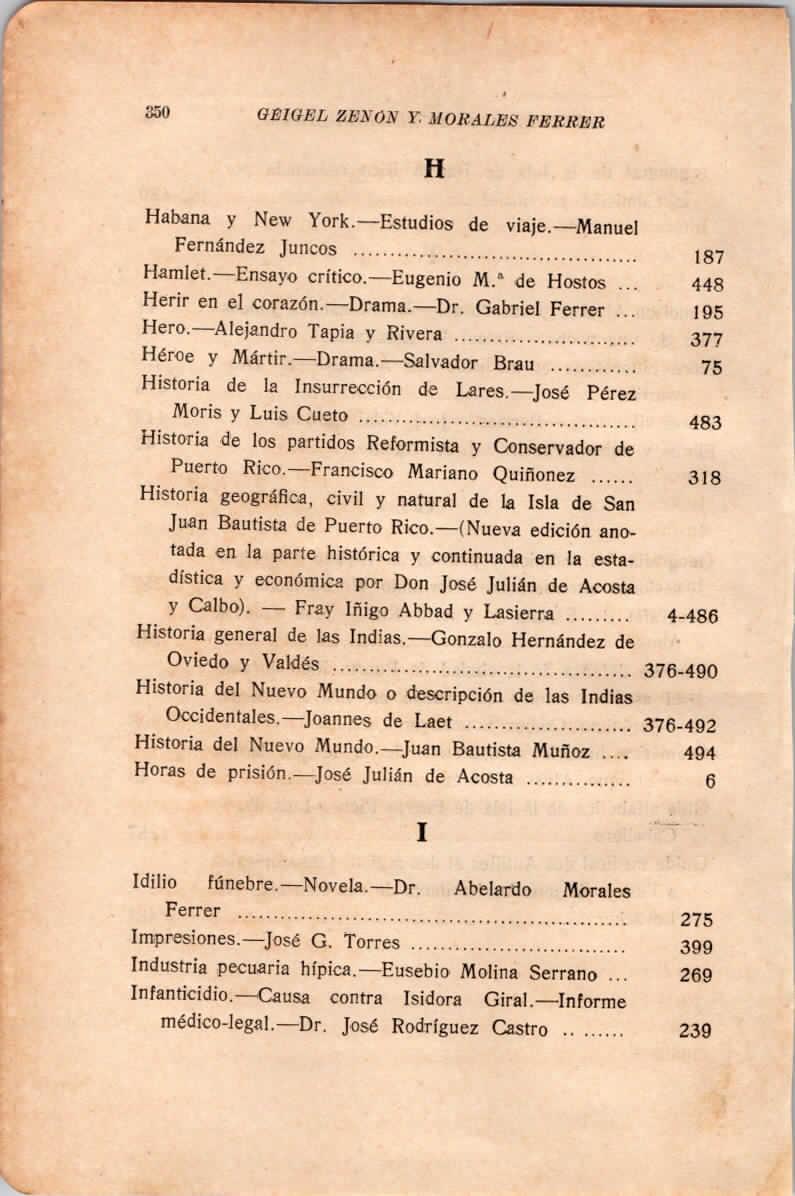 350 GÉIGEL ZENÓN Y MORALES FERRER
H
Habana y New York.—Estudios de viaje.—Manuel
Fernández Juncos ........................................ 187
Hamlet.—Ensayo crítico.—Eugenio M.ª de Hostos ... 448
Herir en el corazón.—Drama.—Dr. Gabriel Ferrer ... 195
Hero.—Alejandro Tapia y Rivera .......................... 377
Héroe y Mártir.—Drama.—Salvador Brau ............ 75
Historia de la Insurrección de Lares.—José Pérez
Moris y Luis Cueto ....................................... 483
Historia de los partidos Reformista y Conservador de
Puerto Rico.—Francisco Mariano Quiñonez ...... 318
Historia geográfica, civil y natural de la Isla de San
Juan Bautista de Puerto Rico.—(Nueva edición ano-
tada en la parte histórica y continuada en la esta-
dística y económica por Don José Julián de Acosta
y Calbo). — Fray Iñigo Abbad y Lasierra ......... 4-486
Historia general de las Indias.—Gonzalo Hernández de
Oviedo y Valdés .......................................... 376-490
Historia del Nuevo Mundo o descripción de las Indias
Occidentales.—Joannes de Laet ........................ 376-492
Historia del Nuevo Mundo.—Juan Bautista Muñoz .... 494
Horas de prisión.—José Julián de Acosta ............... 6
I
Idilio fúnebre.—Novela.—Dr. Abelardo Morales
Ferrer ...................................................... 275
Impresiones.—José G. Torres .............................. 399
Industria pecuaria hípica.—Eusebio Molina Serrano ... 269
Infanticidio.—Causa contra Isidora Giral.—Informe
médico-legal.—Dr. José Rodríguez Castro .. ...... 239